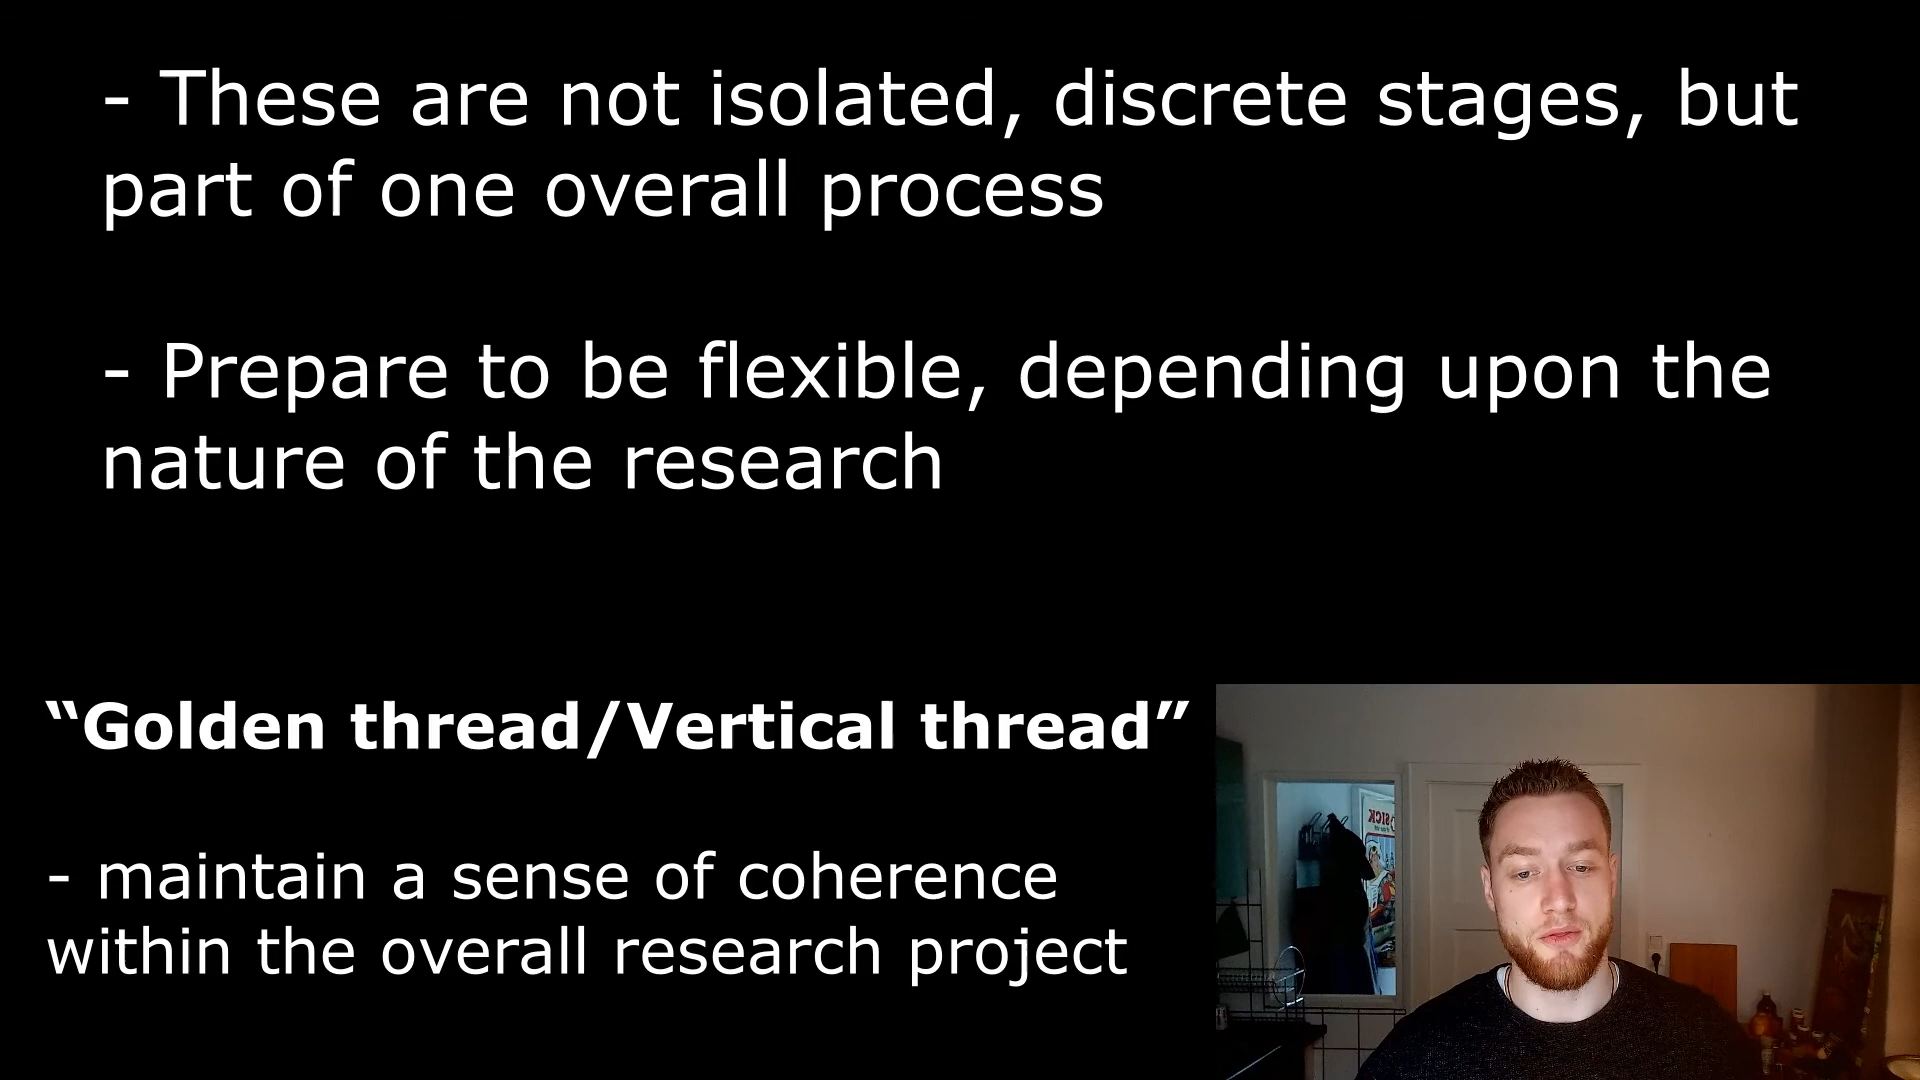 - These are not isolated, discrete stages, but
part of one overall process
- Prepare to be flexible, depending upon the
nature of the research
“Golden thread/Vertical thread”
- maintain a sense of coherence
within the overall research project